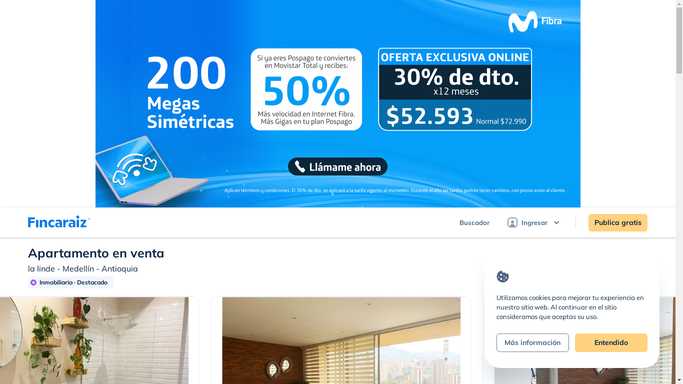 Fibra
200
Megas
Simétricas
Si ya eres Pospago te conviertes
en Movistar Total y recibes.
50%
Más velocidad en Internet Fibra.
Más Gigas en tu plan Pospago
OFERTA EXCLUSIVA ONLINE
30% de dto.
x12 meses
$52.593 Normal $72.990
Llámame ahora
Fincaraiz
Buscador
Ingresar
Publica gratis
Apartamento en venta
la linde - Medellín - Antioquia
Inmobiliaria · Destacado
Utilizamos cookies para mejorar tu experiencia en
nuestro sitio web. Al continuar en el sitio
consideramos que aceptas su uso.
Más información
Entendido